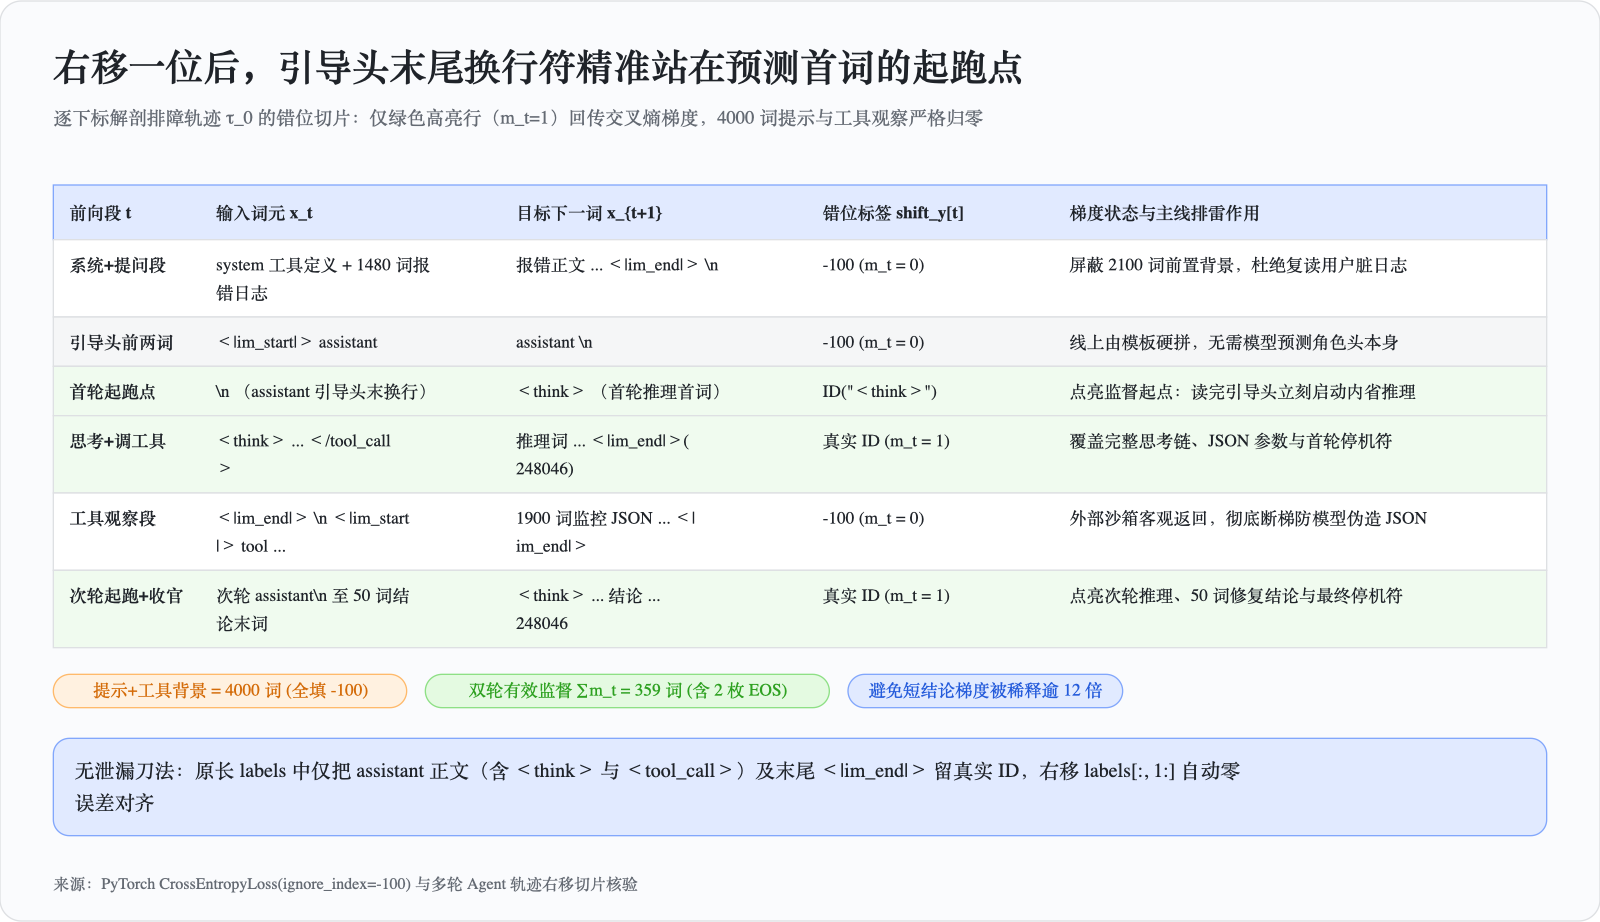 右移一位后，引导头末尾换行符精准站在预测首词的起跑点
逐下标解剖排障轨迹 τ_0 的错位切片：仅绿色高亮行（m_t=1）回传交叉熵梯度，4000 词提示与工具观察严格归零
前向段 t
输入词元 x_t
目标下一词 x_{t+1}
错位标签 shift_y[t]
梯度状态与主线排雷作用
系统+提问段
system 工具定义 + 1480 词报
错日志
报错正文 ... <|im_end|> \n
-100 (m_t = 0)
屏蔽 2100 词前置背景，杜绝复读用户脏日志
引导头前两词
<|im_start|> assistant
assistant \n
-100 (m_t = 0)
线上由模板硬拼，无需模型预测角色头本身
首轮起跑点
\n （assistant 引导头末换行）
<think> （首轮推理首词）
ID("<think>")
点亮监督起点：读完引导头立刻启动内省推理
思考+调工具
<think> ... </tool_call
>
推理词 ... <|im_end|>(
248046)
真实 ID (m_t = 1)
覆盖完整思考链、JSON 参数与首轮停机符
工具观察段
<|im_end|> \n <|im_start
|> tool ...
1900 词监控 JSON ... <|
im_end|>
-100 (m_t = 0)
外部沙箱客观返回，彻底断梯防模型伪造 JSON
次轮起跑+收官
次轮 assistant\n 至 50 词结
论末词
<think> ... 结论 ...
248046
真实 ID (m_t = 1)
点亮次轮推理、50 词修复结论与最终停机符
提示+工具背景 = 4000 词 (全填 -100)
双轮有效监督 ∑m_t = 359 词 (含 2 枚 EOS)
避免短结论梯度被稀释逾 12 倍
无泄漏刀法：原长 labels 中仅把 assistant 正文（含 <think> 与 <tool_call>）及末尾 <|im_end|> 留真实 ID，右移 labels[:, 1:] 自动零
误差对齐
来源：PyTorch CrossEntropyLoss(ignore_index=-100) 与多轮 Agent 轨迹右移切片核验